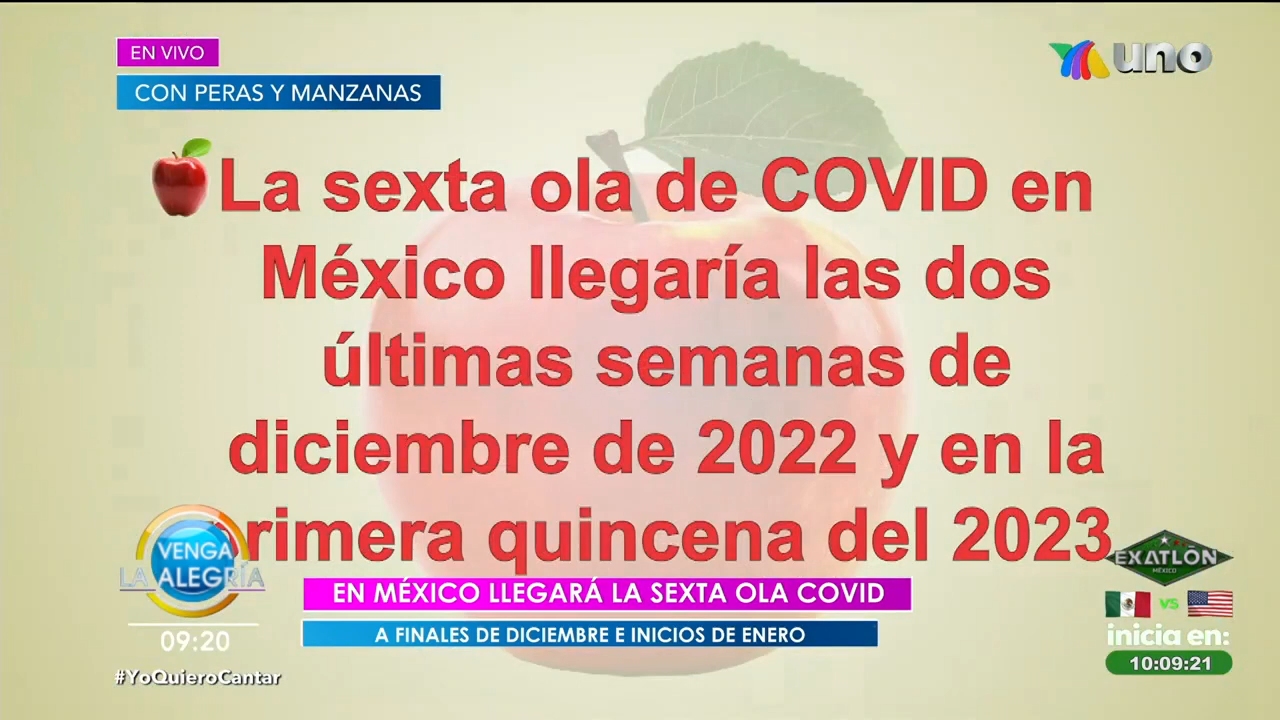 EN VIVO
CON PERAS Y MANZANAS
uno
La sexta ola de COVID en
México llegaría las dos
últimas semanas de
diciembre de 2022 y en la
primera quincena del 2023
VENGA
LA ALEGRÍA
09:20
#YoQuieroCantar
EN MÉXICO LLEGARÁ LA SEXTA OLA COVID
A FINALES DE DICIEMBRE E INICIOS DE ENERO
EXATLÓN
MÉXICO
VS
inicia en:
10:09:21